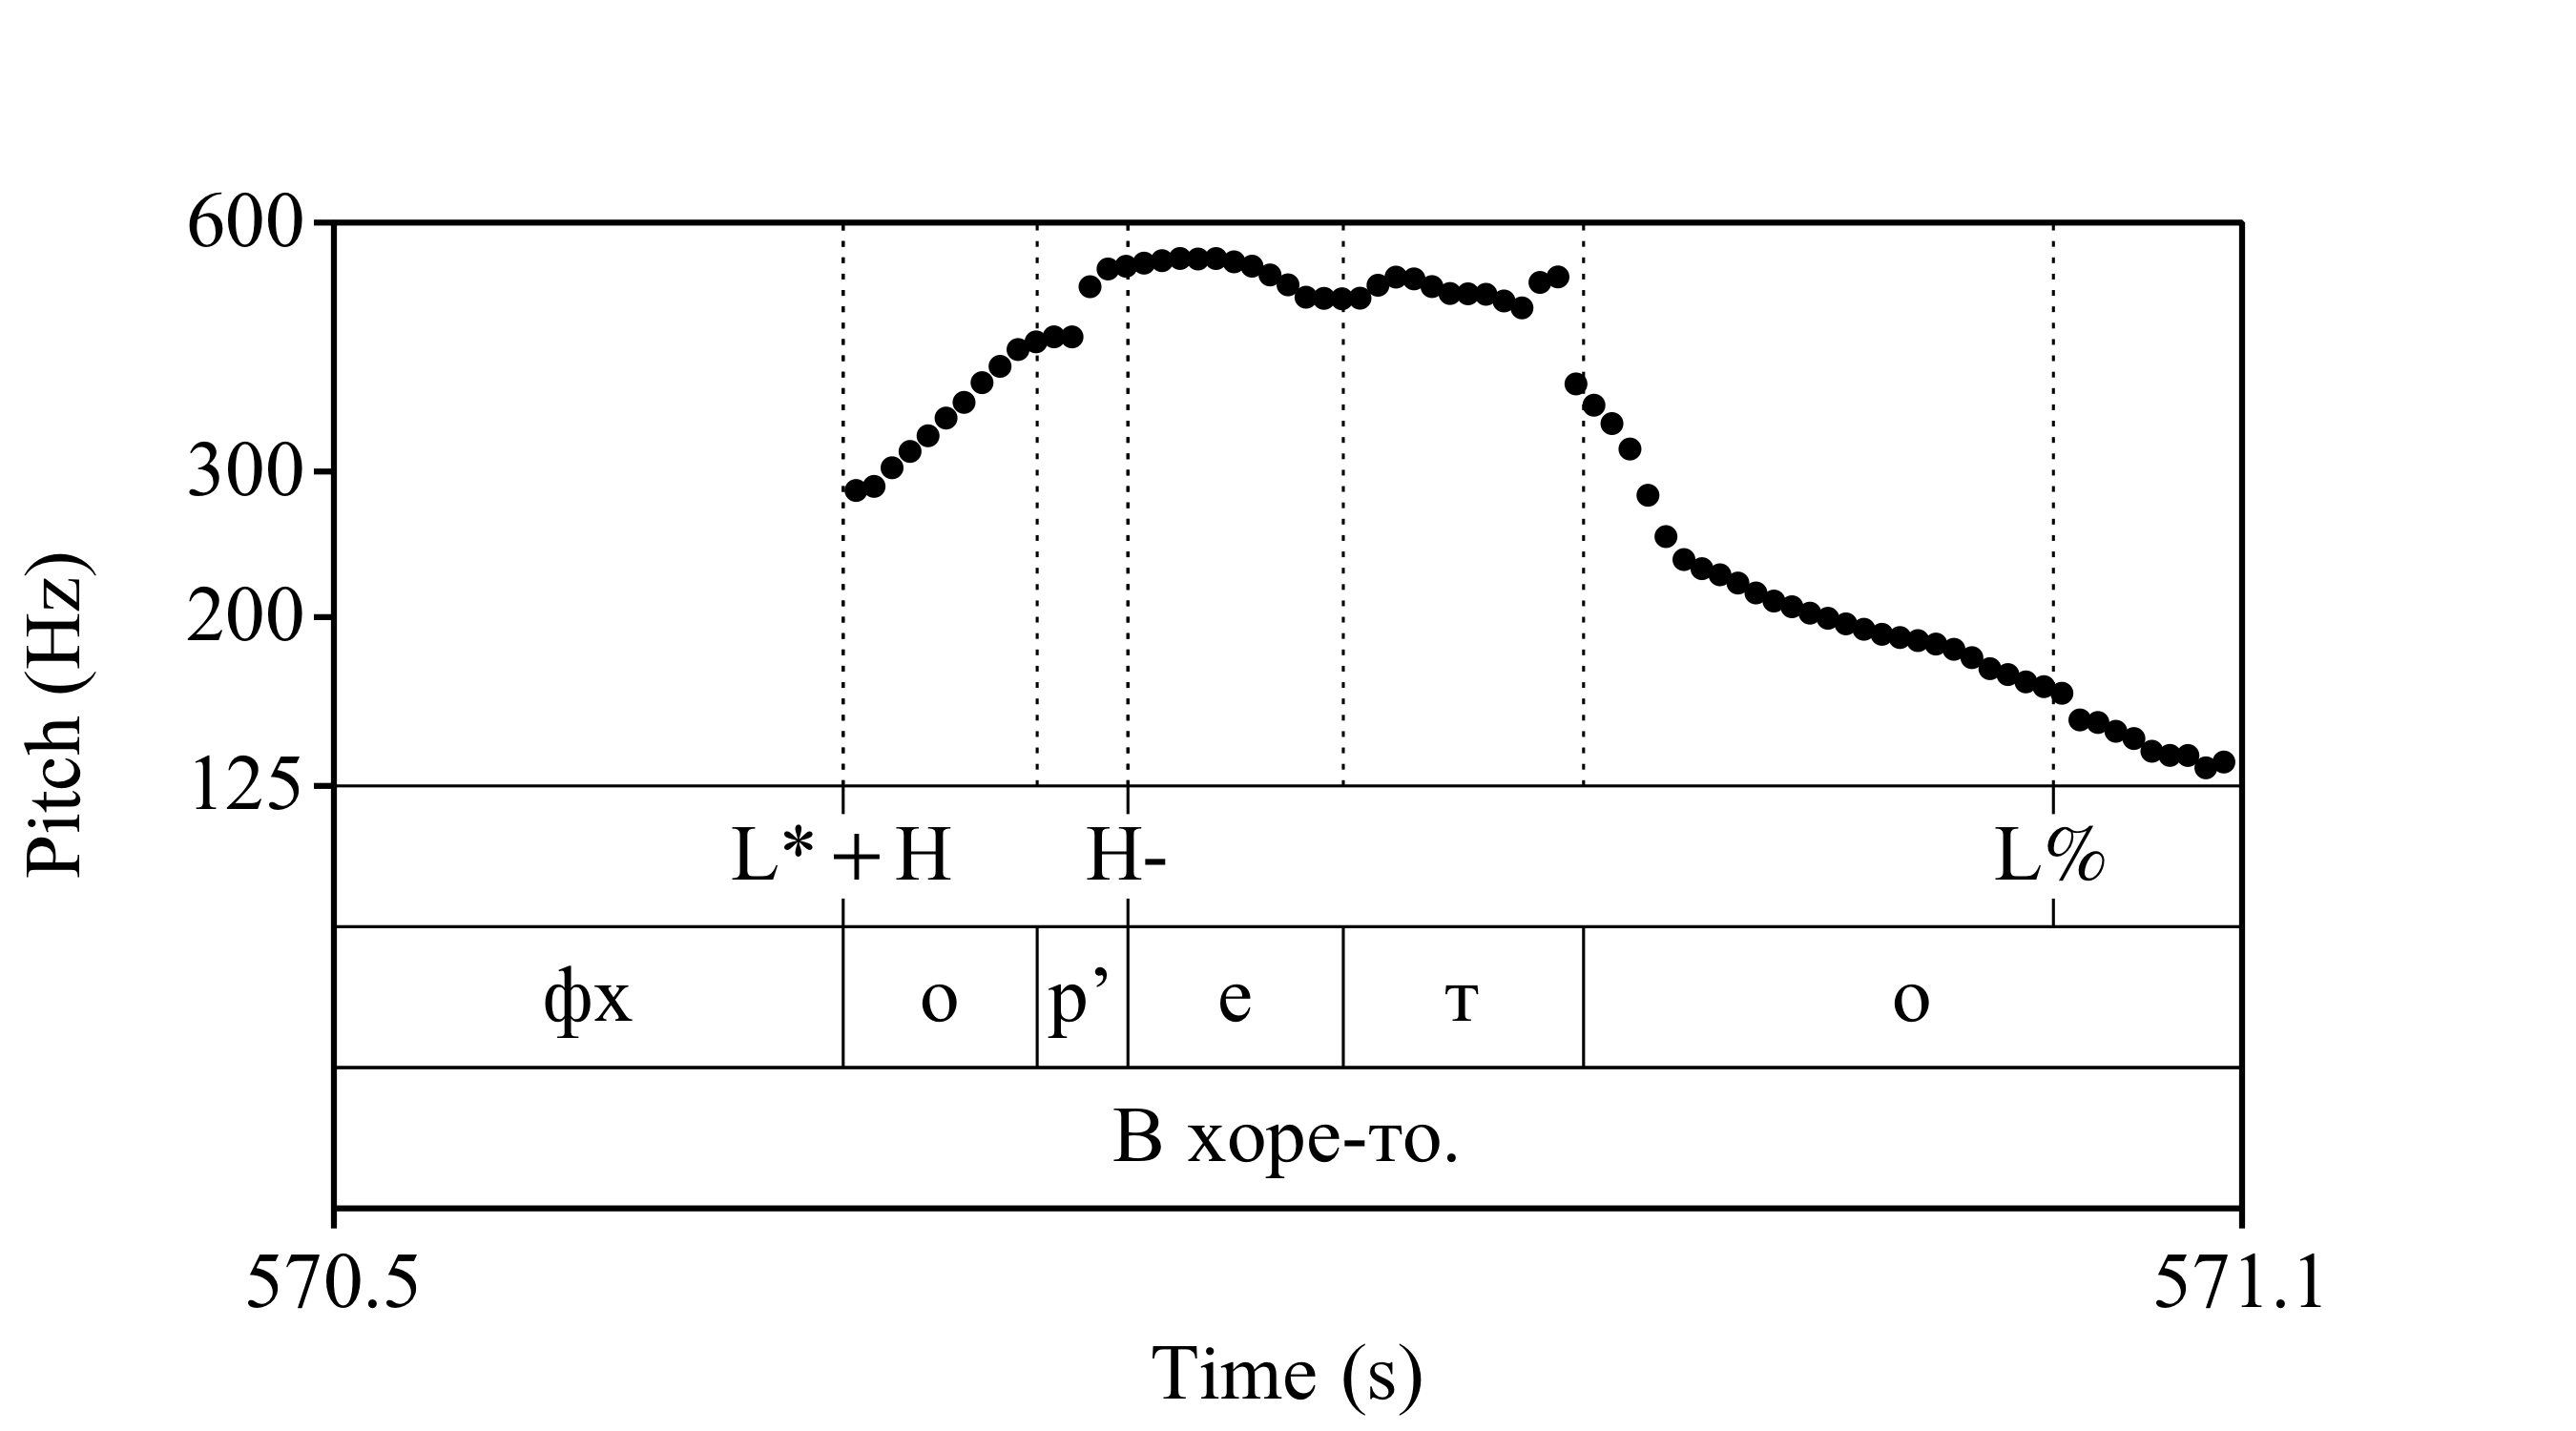 600
300
200
125
Pitch (Hz)
L*+H H- L%
фх о р’ е т о
В хоре-то.
570.5 571.1
Time (s)